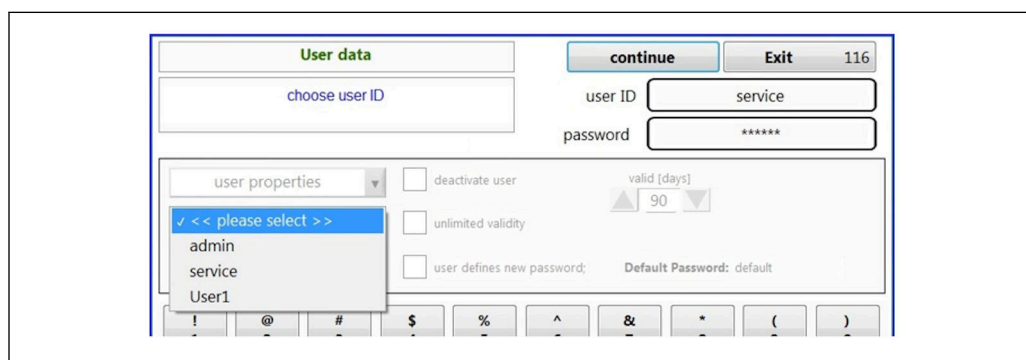 User data
continue
Exit 116
choose user ID
user ID service
password ******
user properties
deactivate user
valid [days]
90
✓ << please select >>
unlimited validity
admin
service
User1
user defines new password;
Default Password: default
! @ # $ % ^ & * ( )